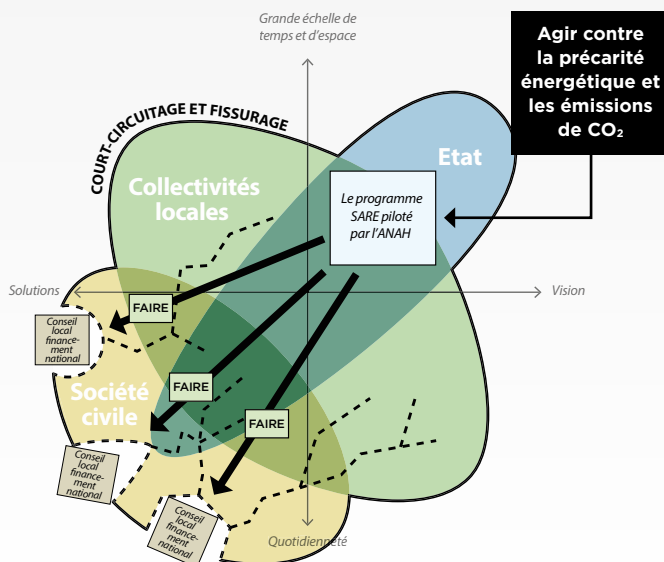 Grande échelle de
temps et d'espace
Agir contre
la précarité
énergétique et
les émissions
de CO₂
COURT-CIRCUITAGE ET FISSURAGE
Etat
Collectivités
locales
Le programme
SARE piloté
par l'ANAH
Solutions
Vision
FAIRE
Conseil
local
finance-
ment
national
FAIRE
Société
civile
FAIRE
Conseil
local
finance-
ment
national
Conseil
local
finance-
ment
national
Quotidienneté